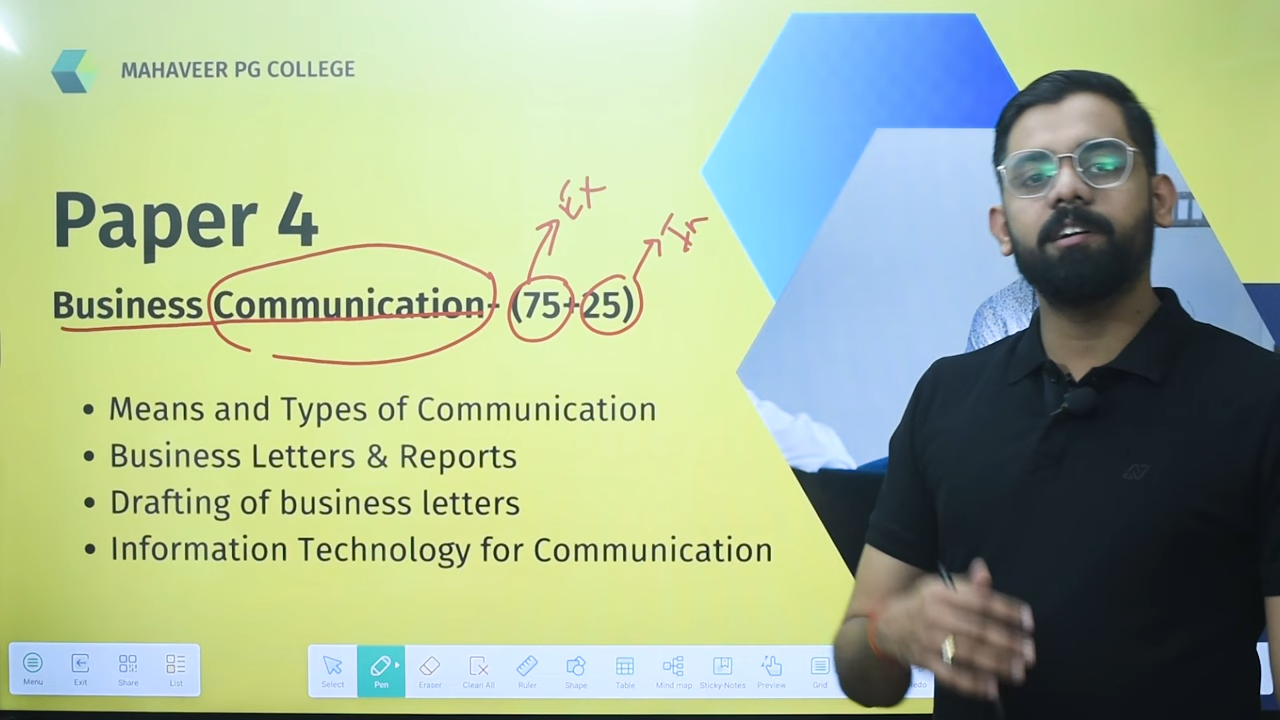 MAHAVEER PG COLLEGE
Paper 4
Ex
In
Business Communication- (75+25)
• Means and Types of Communication
• Business Letters & Reports
• Drafting of business letters
• Information Technology for Communication
Menu Exit Share List Select Pen Eraser Clean All Ruler Shape Table Mind map Sticky-Notes Preview Grid